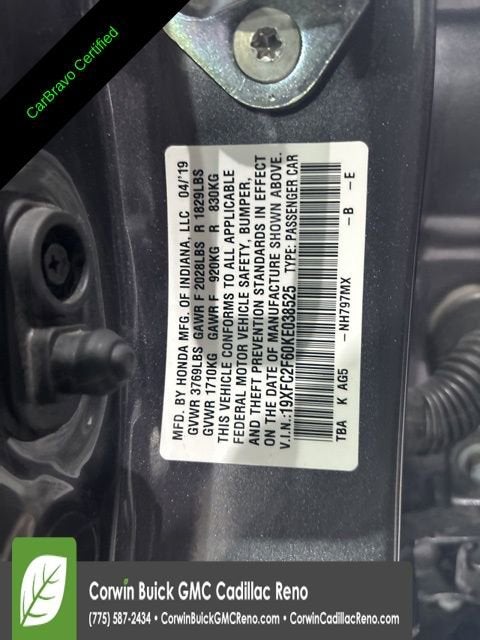 CarBravo Certified
MFD. BY HONDA MFG. OF INDIANA, LLC 04/'19
GVWR 3769LBS GAWR F 2028LBS R 1829LBS
GVWR 1710KG GAWR F 920KG R 830KG
THIS VEHICLE CONFORMS TO ALL APPLICABLE
FEDERAL MOTOR VEHICLE SAFETY, BUMPER,
AND THEFT PREVENTION STANDARDS IN EFFECT
ON THE DATE OF MANUFACTURE SHOWN ABOVE.
V.I.N.:19XFC2F60KE038525 TYPE: PASSENGER CAR
TBA K AG5 -NH797MX -B -E
Corwin Buick GMC Cadillac Reno
(775) 587-2434 • CorwinBuickGMCReno.com • CorwinCadillacReno.com